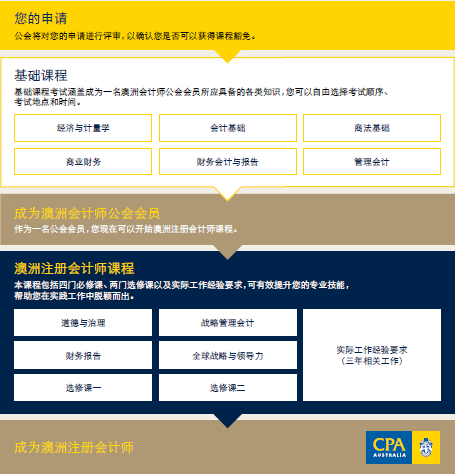 您的申请
公会将对您的申请进行评审,以确认您是否可以获得课程豁免。
基础课程
基础课程考试涵盖成为一名澳洲会计师公会会员所应具备的各类知识,您可以自由选择考试顺序、
考试地点和时间。
经济与计量学
会计基础
商法基础
商业财务
财务会计与报告
管理会计
成为澳洲会计师公会会员
作为一名公会会员,您现在可以开始澳洲注册会计师课程。
澳洲注册会计师课程
本课程包括四门必修课、两门选修课以及实际工作经验要求,可有效提升您的专业技能,
帮助您在实践工作中脱颖而出。
道德与治理
战略管理会计
财务报告
全球战略与领导力
选修课一
选修课二
实际工作经验要求
(三年相关工作)
成为澳洲注册会计师
CPA
AUSTRALIA